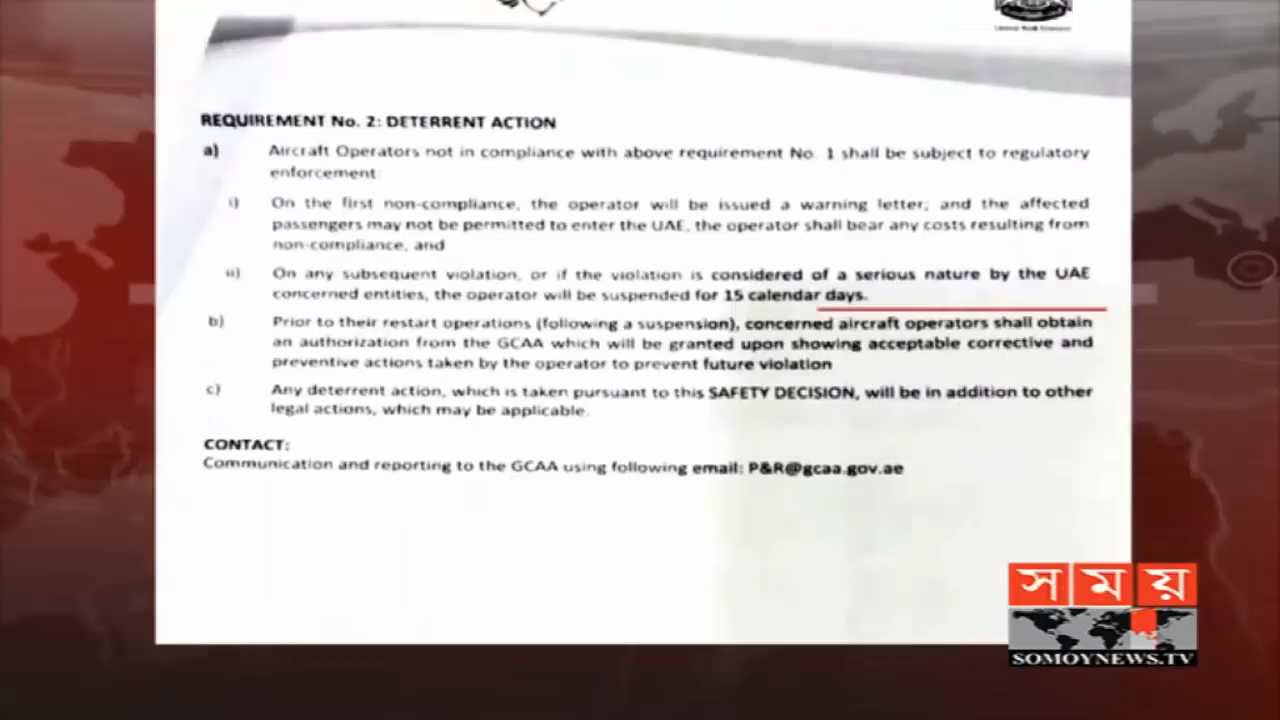 REQUIREMENT No. 2: DETERRENT ACTION
a) Aircraft Operators not in compliance with above requirement No. 1 shall be subject to regulatory
enforcement:
i) On the first non-compliance, the operator will be issued a warning letter; and the affected
passengers may not be permitted to enter the UAE, the operator shall bear any costs resulting from
non-compliance, and
ii) On any subsequent violation, or if the violation is considered of a serious nature by the UAE
concerned entities, the operator will be suspended for 15 calendar days.
b) Prior to their restart operations (following a suspension), concerned aircraft operators shall obtain
an authorization from the GCAA which will be granted upon showing acceptable corrective and
preventive actions taken by the operator to prevent future violation
c) Any deterrent action, which is taken pursuant to this SAFETY DECISION, will be in addition to other
legal actions, which may be applicable.
CONTACT:
Communication and reporting to the GCAA using following email: P&R@gcaa.gov.ae
সময়
SOMOYNEWS.TV